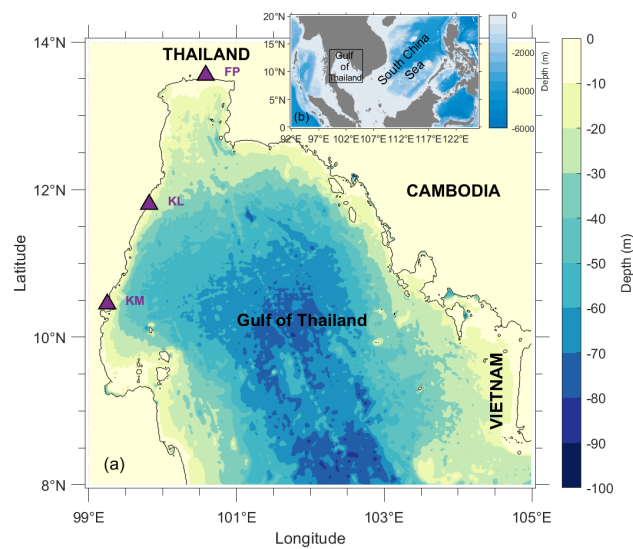 THAILAND
FP
KL
KM
CAMBODIA
VIETNAM
Gulf of Thailand
(a)
14°N
12°N
10°N
8°N
Latitude
99°E
101°E
103°E
105°E
Longitude
20°N
15°N
10°N
5°N
0°N
92°E
97°E
102°E
107°E
112°E
117°E
122°E
Gulf
of
Thailand
South China
Sea
(b)
0
-2000
-4000
-6000
Depth (m)
0
-10
-20
-30
-40
-50
-60
-70
-80
-90
-100
Depth (m)